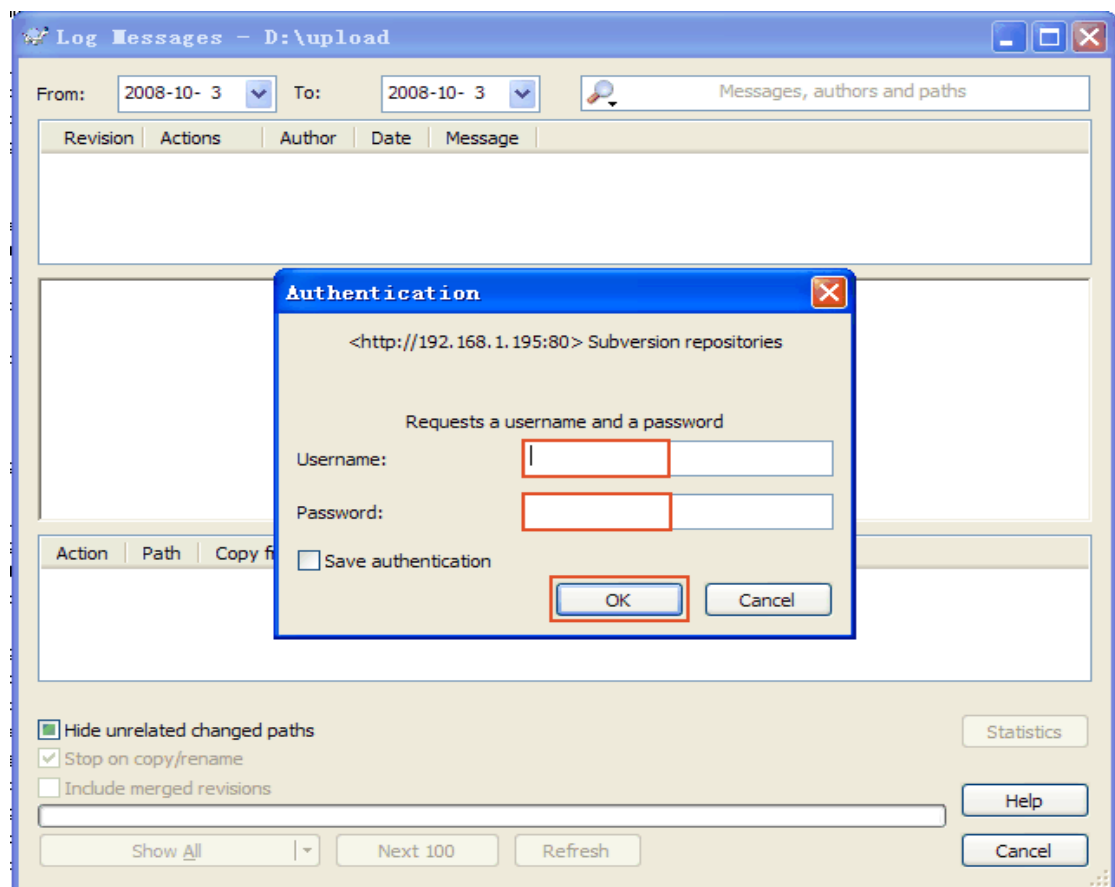 Log Messages - D:\upload
From: 2008-10- 3 To: 2008-10- 3 Messages, authors and paths
Revision Actions Author Date Message
Authentication
<http://192.168.1.195:80> Subversion repositories
Requests a username and a password
Username:
Password:
Save authentication
OK Cancel
Action Path Copy
Hide unrelated changed paths
Statistics
Stop on copy/rename
Include merged revisions
Help
Show All Next 100 Refresh Cancel